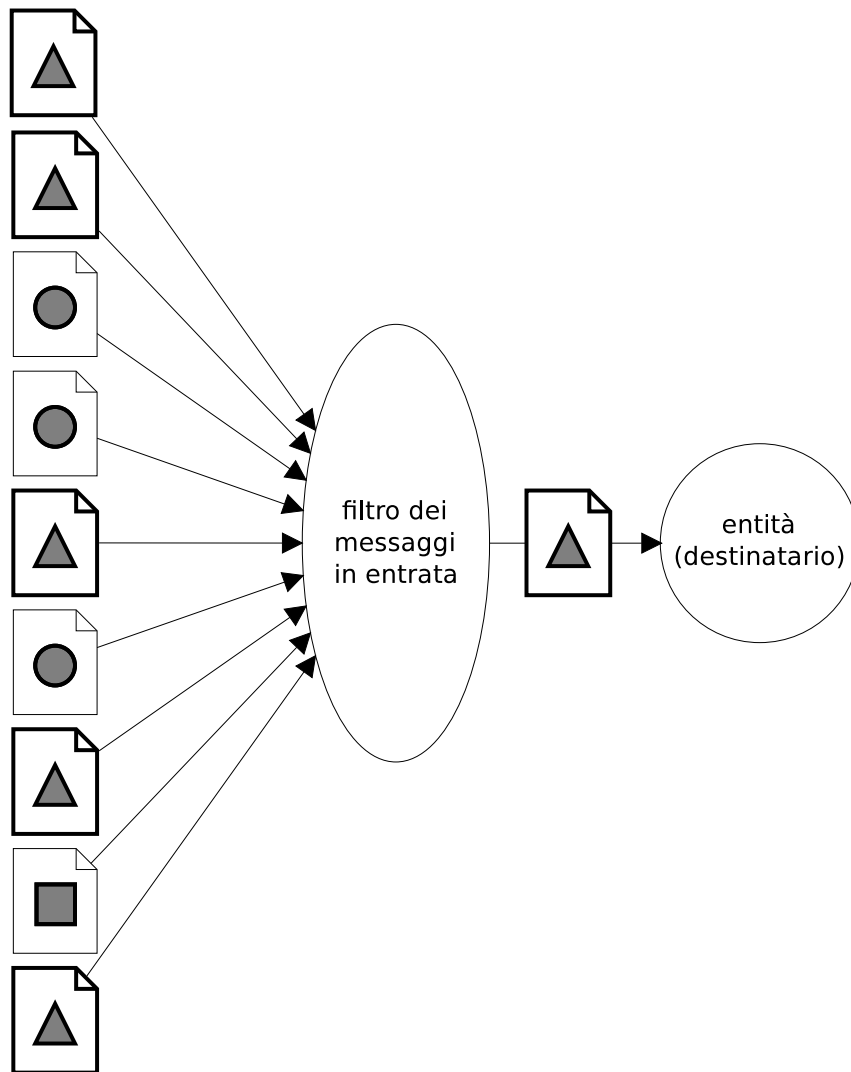 filtro dei
messaggi
in entrata
entità
(destinatario)